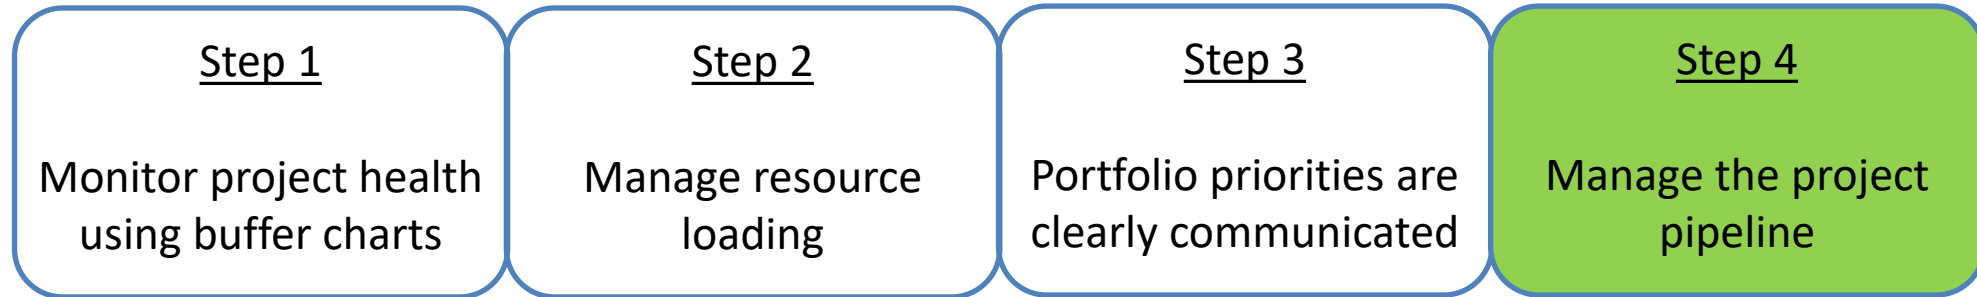 Step 1
Monitor project health
using buffer charts
Step 2
Manage resource
loading
Step 3
Portfolio priorities are
clearly communicated
Step 4
Manage the project
pipeline